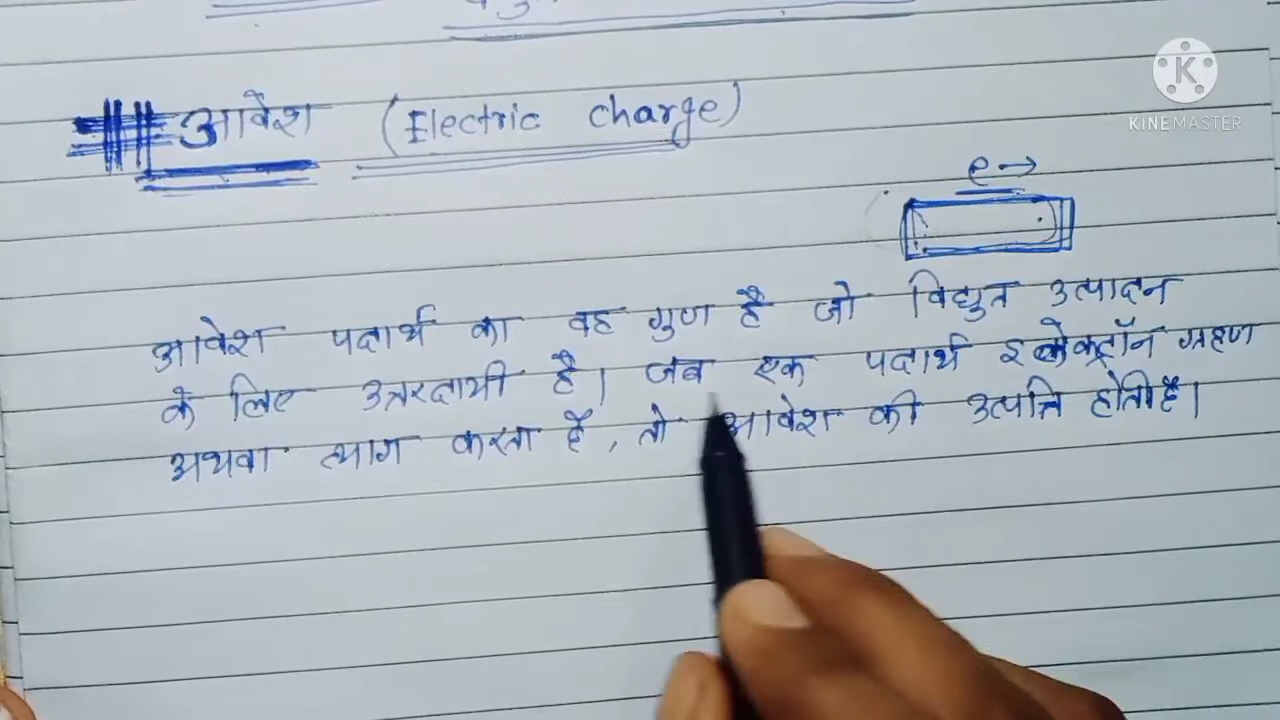 K
KINEMASTER
आवेश (Electric charge)
e→
आवेश पदार्थ का वह गुण है जो विद्युत उत्पादन
के लिए उत्तरदायी है। जब एक पदार्थ इलेक्ट्रॉन ग्रहण
अथवा त्याग करता है, तो आवेश की उत्पत्ति होती है।